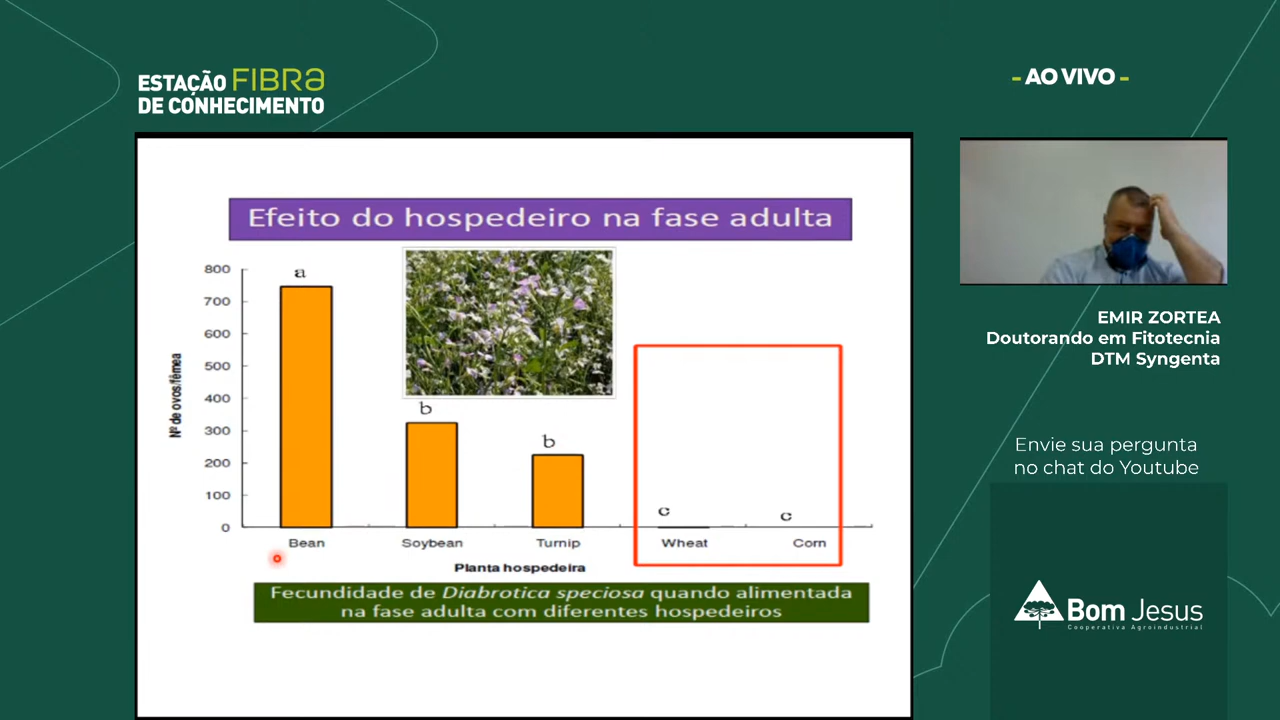 ESTAÇÃO FIBRA
DE CONHECIMENTO
- AO VIVO -
Efeito do hospedeiro na fase adulta
800
700
600
500
400
300
200
100
0
Nº de ovos/fêmea
a
b
b
c
c
Bean
Soybean
Turnip
Wheat
Corn
Planta hospedeira
Fecundidade de Diabrotica speciosa quando alimentada
na fase adulta com diferentes hospedeiros
EMIR ZORTEA
Doutorando em Fitotecnia
DTM Syngenta
Envie sua pergunta
no chat do Youtube
Bom Jesus
Cooperativa Agroindustrial